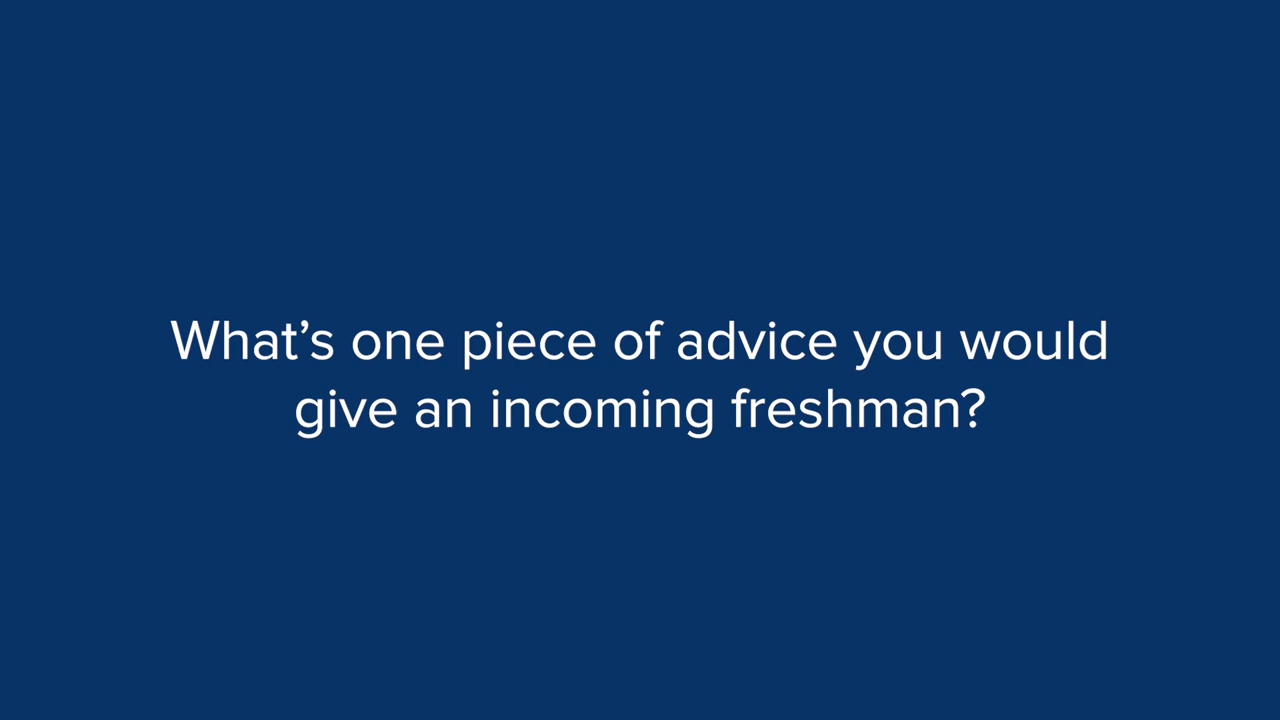 What’s one piece of advice you would
give an incoming freshman?